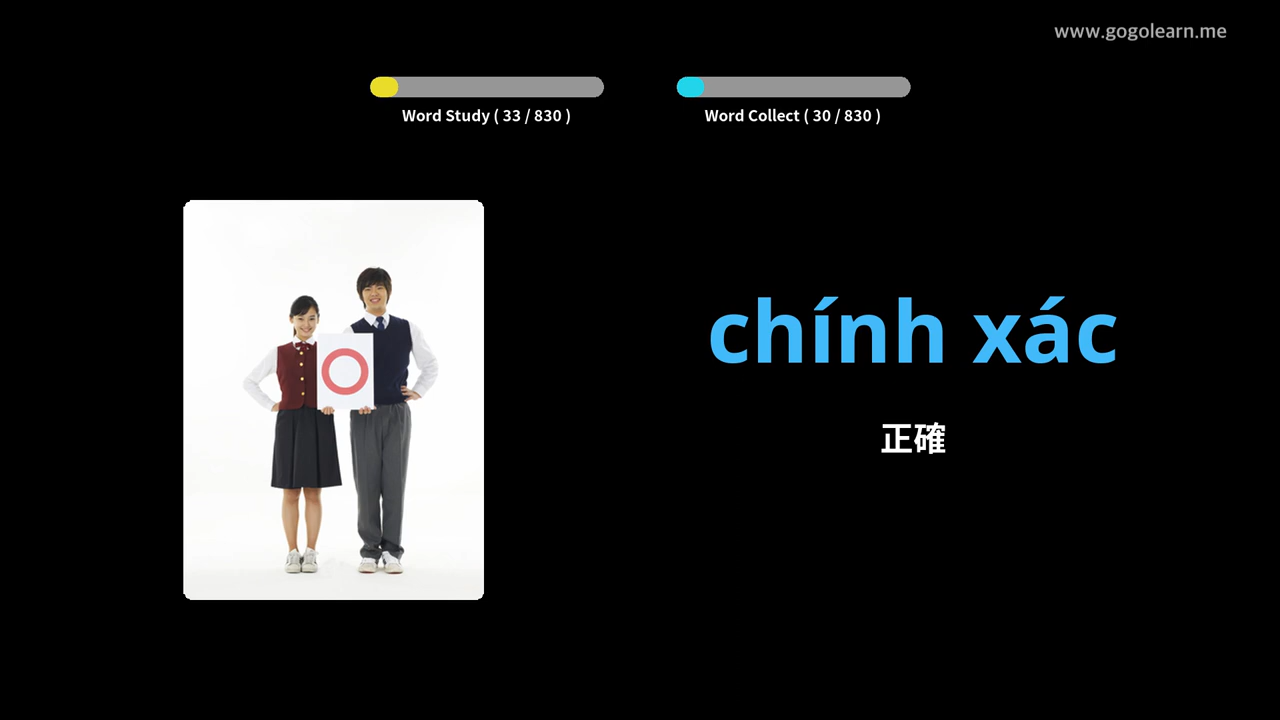 www.gogolearn.me
Word Study ( 33 / 830 )
Word Collect ( 30 / 830 )
chính xác
正確